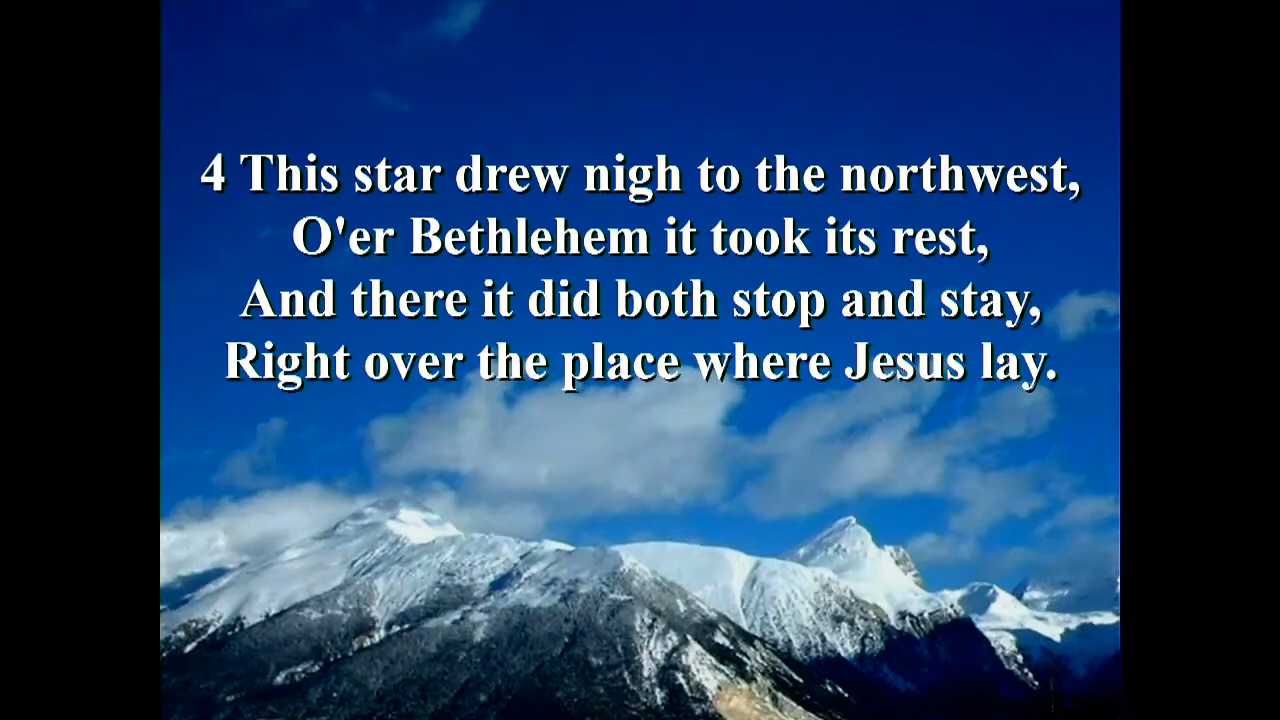 4 This star drew nigh to the northwest,
O'er Bethlehem it took its rest,
And there it did both stop and stay,
Right over the place where Jesus lay.